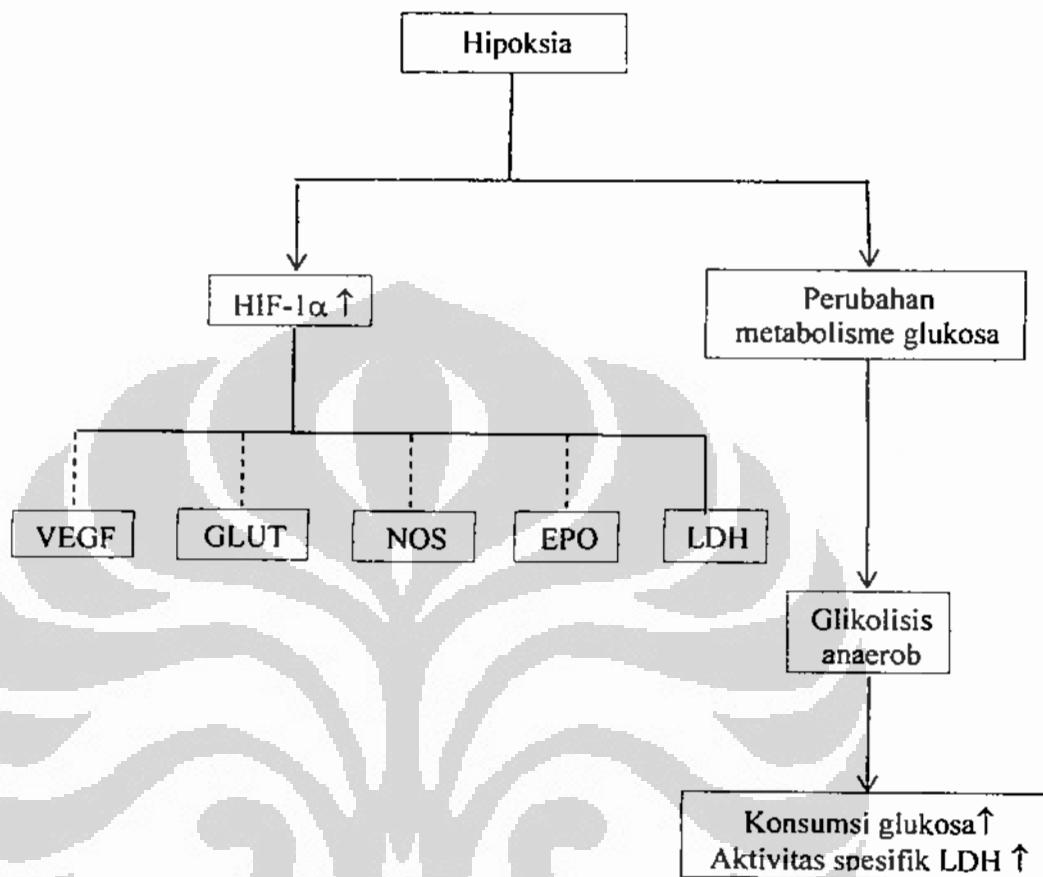 Hipoksia
HIF-1α ↑
Perubahan
metabolisme glukosa
VEGF
GLUT
NOS
EPO
LDH
Glikolisis
anaerob
Konsumsi glukosa↑
Aktivitas spesifik LDH ↑